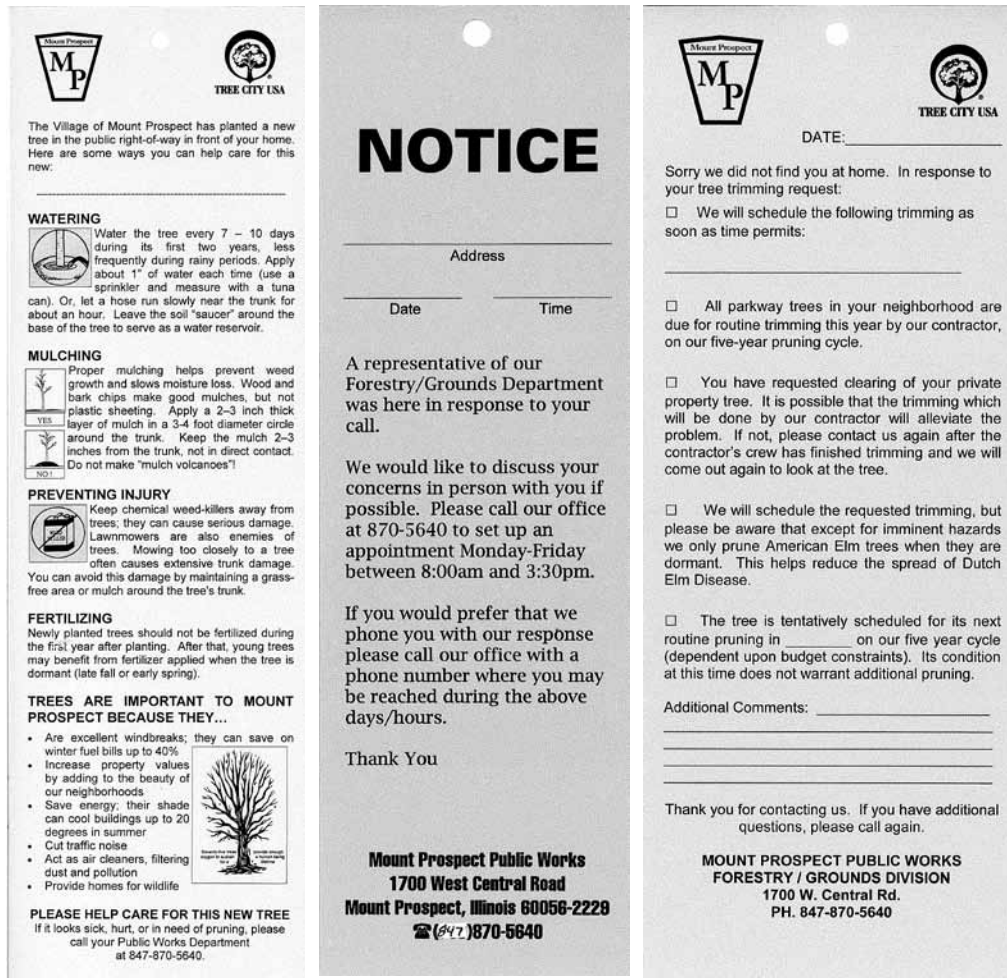 Mount Prospect
MP
TREE CITY USA
The Village of Mount Prospect has planted a new
tree in the public right-of-way in front of your home.
Here are some ways you can help care for this
new:
WATERING
Water the tree every 7 – 10 days
during its first two years, less
frequently during rainy periods. Apply
about 1" of water each time (use a
sprinkler and measure with a tuna
can). Or, let a hose run slowly near the trunk for
about an hour. Leave the soil "saucer" around the
base of the tree to serve as a water reservoir.
MULCHING
Proper mulching helps prevent weed
growth and slows moisture loss. Wood and
bark chips make good mulches, but not
plastic sheeting. Apply a 2–3 inch thick
layer of mulch in a 3-4 foot diameter circle
around the trunk. Keep the mulch 2–3
inches from the trunk, not in direct contact.
Do not make "mulch volcanoes"!
YES
NO!
PREVENTING INJURY
Keep chemical weed-killers away from
trees; they can cause serious damage.
Lawnmowers are also enemies of
trees. Mowing too closely to a tree
often causes extensive trunk damage.
You can avoid this damage by maintaining a grass-
free area or mulch around the tree's trunk.
FERTILIZING
Newly planted trees should not be fertilized during
the first year after planting. After that, young trees
may benefit from fertilizer applied when the tree is
dormant (late fall or early spring).
TREES ARE IMPORTANT TO MOUNT
PROSPECT BECAUSE THEY...
• Are excellent windbreaks; they can save on
winter fuel bills up to 40%
• Increase property values
by adding to the beauty of
our neighborhoods
• Save energy; their shade
can cool buildings up to 20
degrees in summer
• Cut traffic noise
• Act as air cleaners, filtering
dust and pollution
• Provide homes for wildlife
PLEASE HELP CARE FOR THIS NEW TREE
If it looks sick, hurt, or in need of pruning, please
call your Public Works Department
at 847-870-5640.
NOTICE
Address
Date Time
A representative of our
Forestry/Grounds Department
was here in response to your
call.
We would like to discuss your
concerns in person with you if
possible. Please call our office
at 870-5640 to set up an
appointment Monday-Friday
between 8:00am and 3:30pm.
If you would prefer that we
phone you with our response
please call our office with a
phone number where you may
be reached during the above
days/hours.
Thank You
Mount Prospect Public Works
1700 West Central Road
Mount Prospect, Illinois 60056-2229
☎(847)870-5640
Mount Prospect
MP
TREE CITY USA
DATE:
Sorry we did not find you at home. In response to
your tree trimming request:
☐ We will schedule the following trimming as
soon as time permits:
☐ All parkway trees in your neighborhood are
due for routine trimming this year by our contractor,
on our five-year pruning cycle.
☐ You have requested clearing of your private
property tree. It is possible that the trimming which
will be done by our contractor will alleviate the
problem. If not, please contact us again after the
contractor's crew has finished trimming and we will
come out again to look at the tree.
☐ We will schedule the requested trimming, but
please be aware that except for imminent hazards
we only prune American Elm trees when they are
dormant. This helps reduce the spread of Dutch
Elm Disease.
☐ The tree is tentatively scheduled for its next
routine pruning in ________ on our five year cycle
(dependent upon budget constraints). Its condition
at this time does not warrant additional pruning.
Additional Comments:
Thank you for contacting us. If you have additional
questions, please call again.
MOUNT PROSPECT PUBLIC WORKS
FORESTRY / GROUNDS DIVISION
1700 W. Central Rd.
PH. 847-870-5640